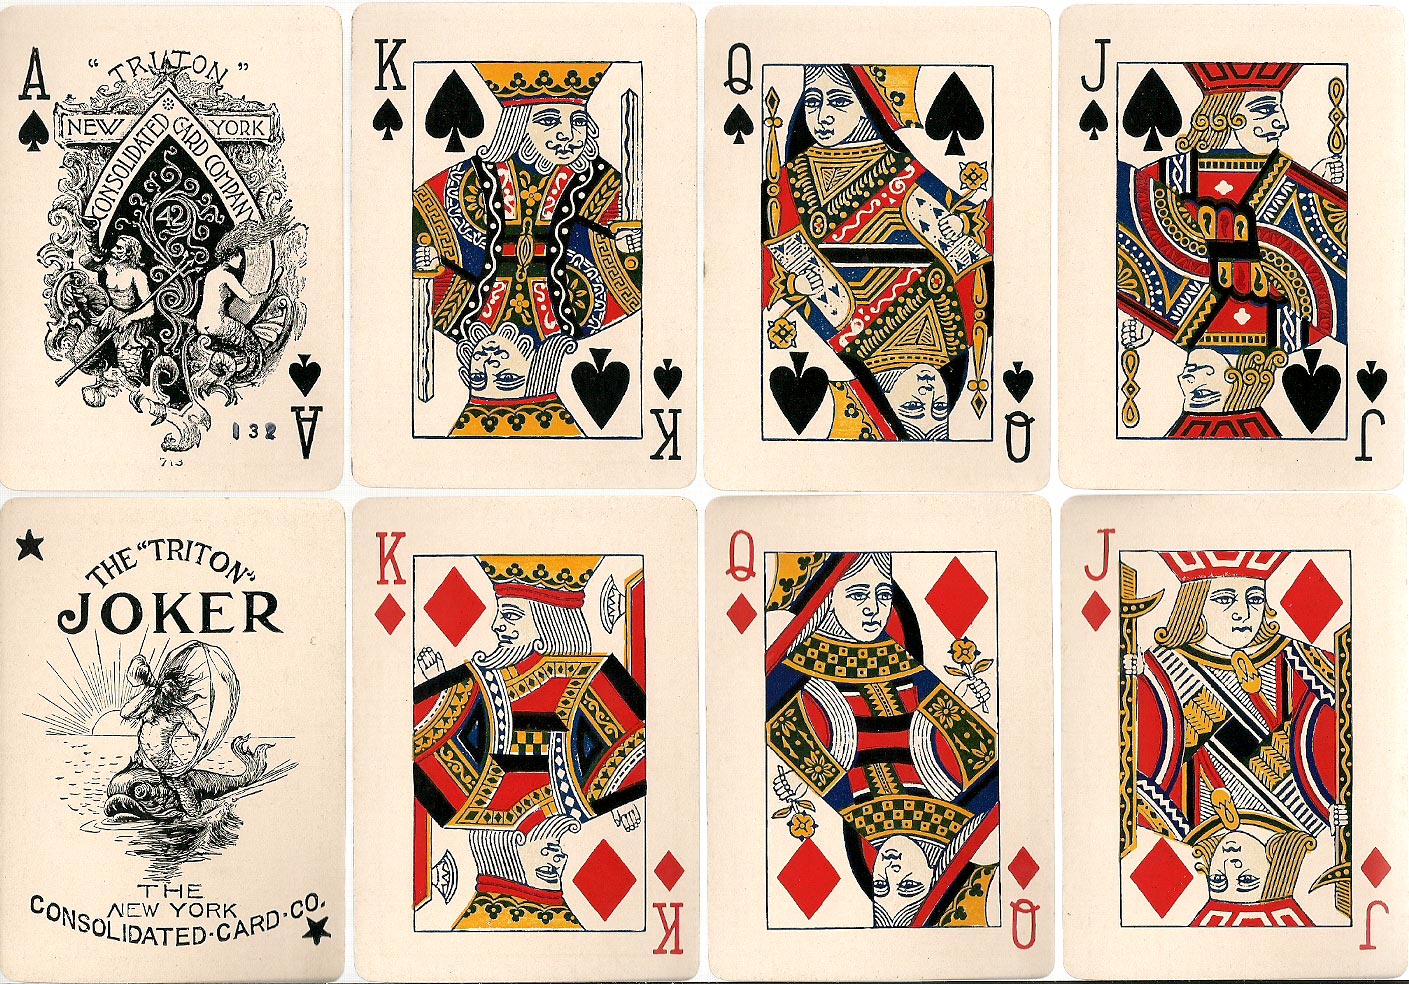 A
"TRITON"
NEW YORK
CONSOLIDATED CARD COMPANY
42
132
A
713
K
K
Q
Q
J
J
THE "TRITON"
JOKER
THE
NEW YORK
CONSOLIDATED·CARD·CO.
K
K
Q
Q
J
J